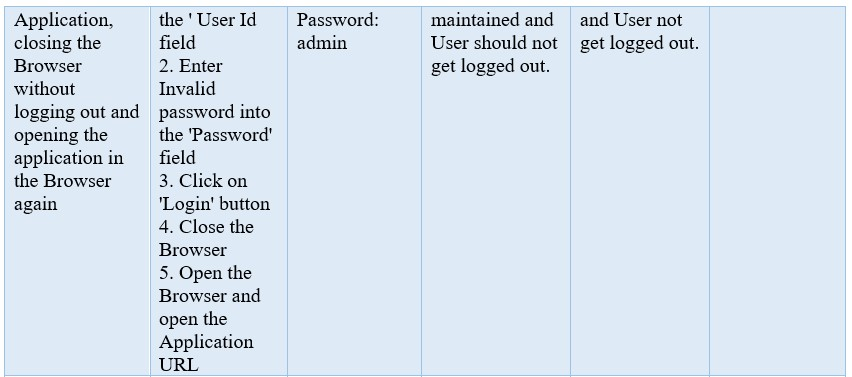 Application,
closing the
Browser
without
logging out and
opening the
application in
the Browser
again
the ' User Id
field
2. Enter
Invalid
password into
the 'Password'
field
3. Click on
'Login' button
4. Close the
Browser
5. Open the
Browser and
open the
Application
URL
Password:
admin
maintained and
User should not
get logged out.
and User not
get logged out.